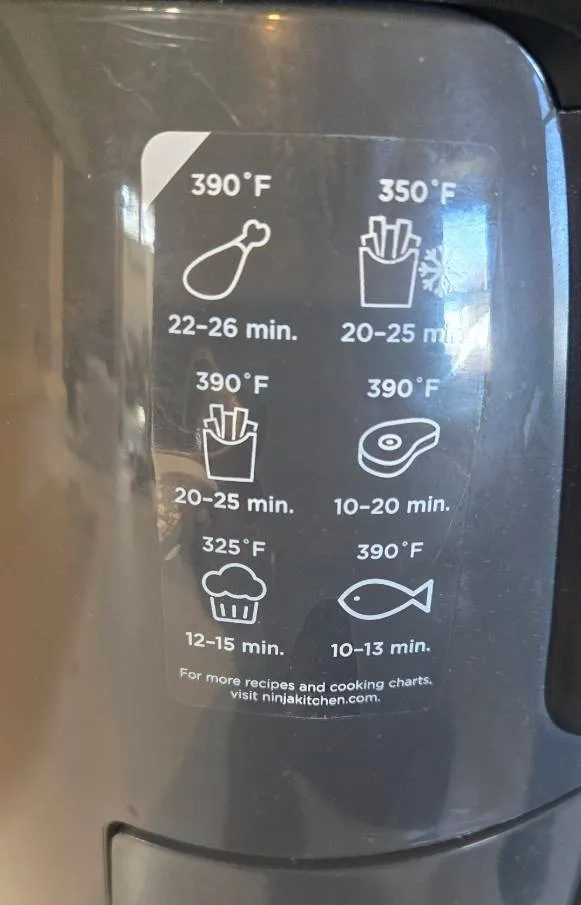 390°F 350°F
22-26 min. 20-25 min.
390°F 390°F
20-25 min. 10-20 min.
325°F 390°F
12-15 min. 10-13 min.
For more recipes and cooking charts,
visit ninjakitchen.com.